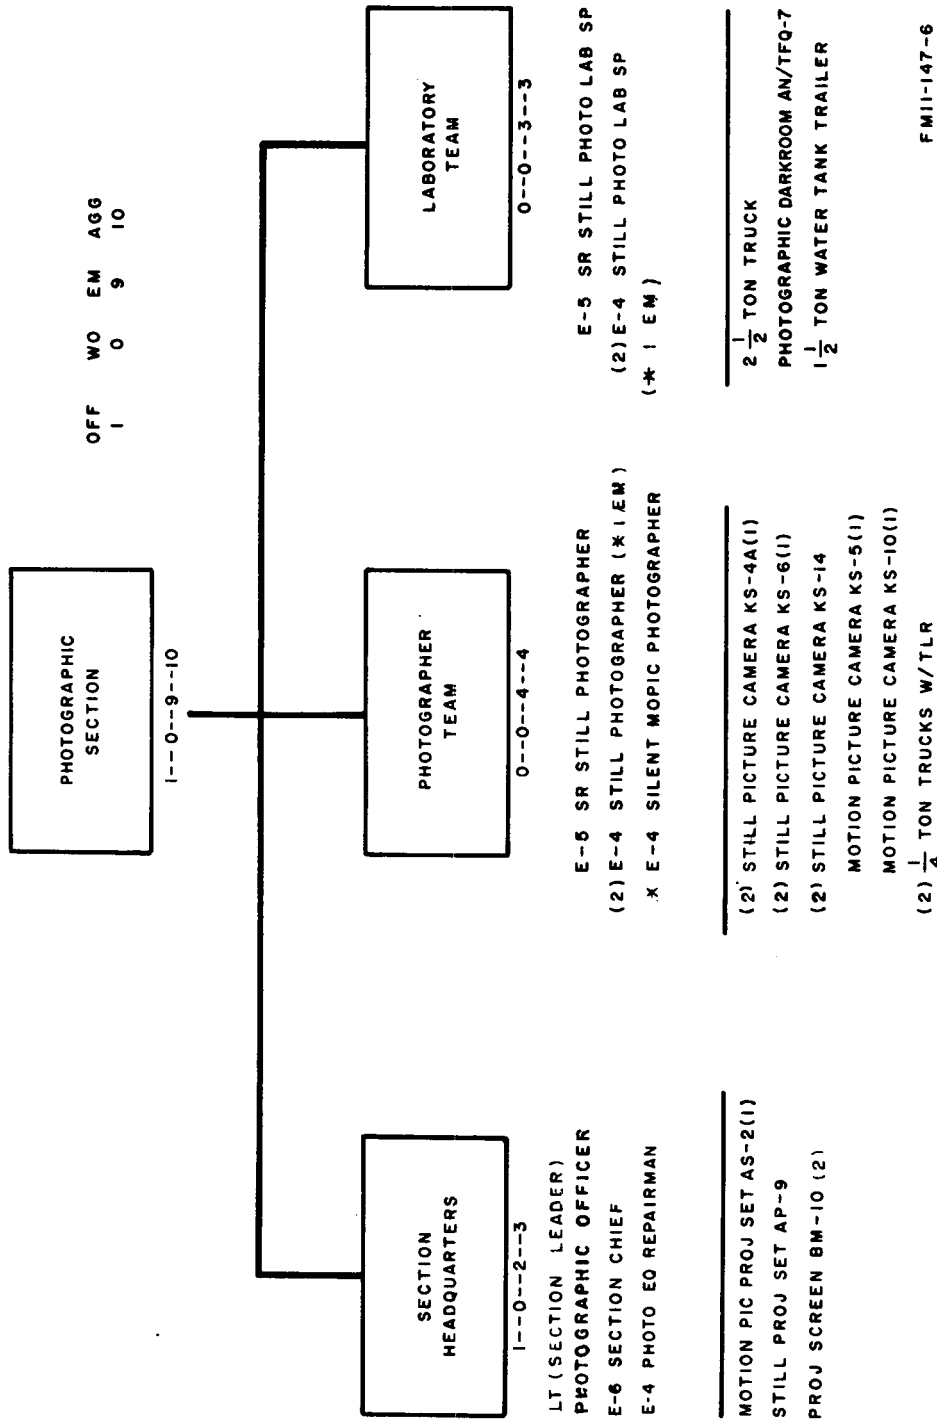 OFF WO EM AGG
1 0 9 10
PHOTOGRAPHIC
SECTION
1--0--9--10
SECTION
HEADQUARTERS
1--0--2--3
LT (SECTION LEADER)
PHOTOGRAPHIC OFFICER
E-6 SECTION CHIEF
E-4 PHOTO EQ REPAIRMAN
MOTION PIC PROJ SET AS-2(1)
STILL PROJ SET AP-9
PROJ SCREEN BM-10 (2)
PHOTOGRAPHER
TEAM
0--0--4--4
E-5 SR STILL PHOTOGRAPHER
(2) E-4 STILL PHOTOGRAPHER (* 1 EM)
* E-4 SILENT MOPIC PHOTOGRAPHER
(2) STILL PICTURE CAMERA KS-4A(1)
(2) STILL PICTURE CAMERA KS-6(1)
(2) STILL PICTURE CAMERA KS-14
MOTION PICTURE CAMERA KS-5(1)
MOTION PICTURE CAMERA KS-10(1)
(2) 1/4 TON TRUCKS W/TLR
LABORATORY
TEAM
0--0--3--3
E-5 SR STILL PHOTO LAB SP
(2) E-4 STILL PHOTO LAB SP
(* 1 EM)
2 1/2 TON TRUCK
PHOTOGRAPHIC DARKROOM AN/TFQ-7
1 1/2 TON WATER TANK TRAILER
FM11-147-6